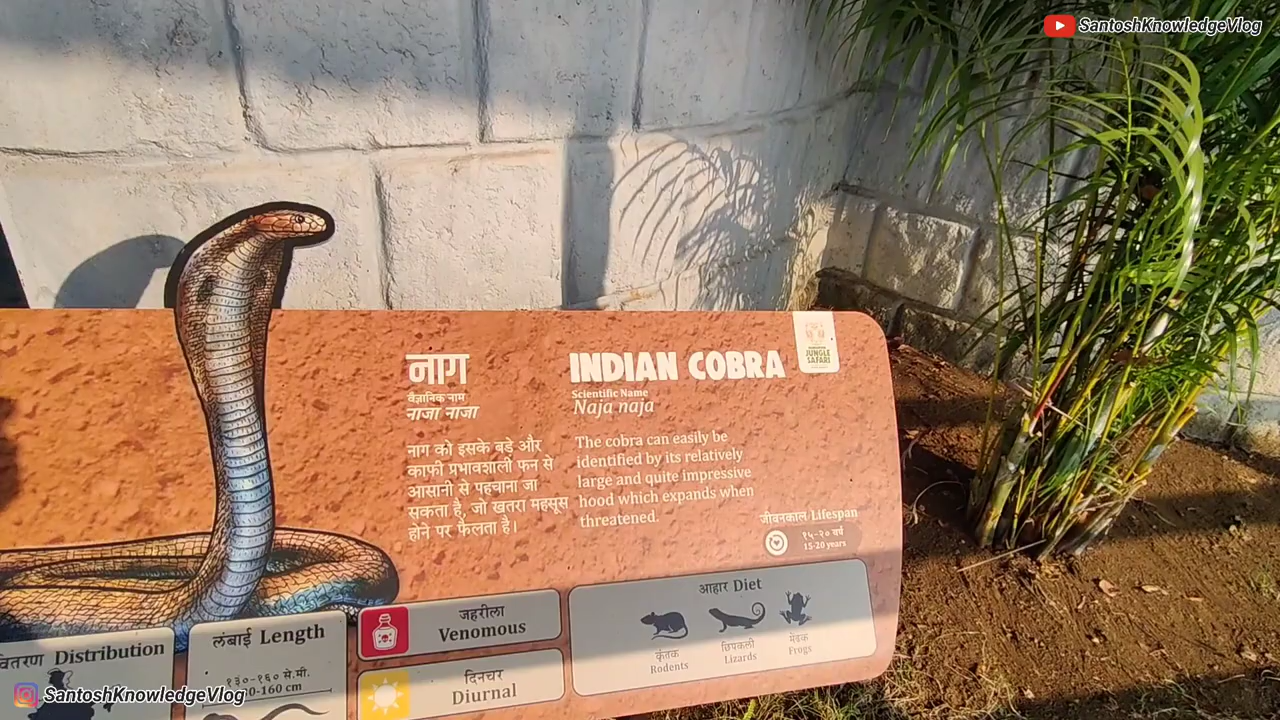 SantoshKnowledgeVlog
नाग
वैज्ञानिक नाम
नाजा नाजा
नाग को इसके बड़े और
काफी प्रभावशाली फन से
आसानी से पहचाना जा
सकता है, जो खतरा महसूस
होने पर फैलता है।
INDIAN COBRA
Scientific Name
Naja naja
The cobra can easily be
identified by its relatively
large and quite impressive
hood which expands when
threatened.
JUNGLE
SAFARI
जीवनकाल Lifespan
१५-२० वर्ष
15-20 years
वितरण Distribution
लंबाई Length
१३०-१६० से.मी.
0-160 cm
जहरीला
Venomous
दिनचर
Diurnal
आहार Diet
कृंतक
Rodents
छिपकली
Lizards
मेंढक
Frogs
SantoshKnowledgeVlog